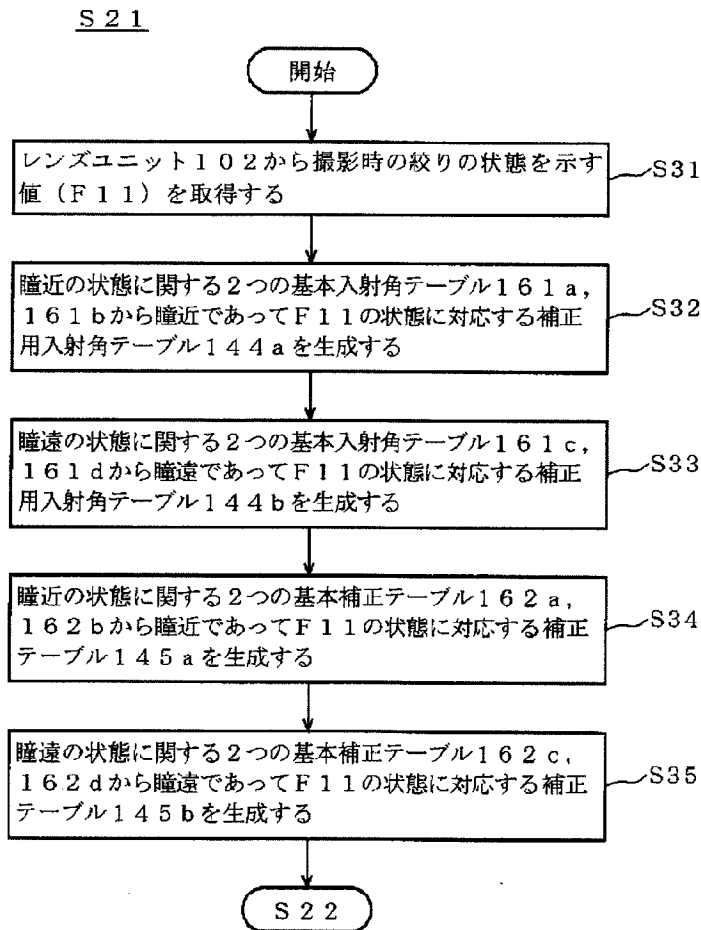 S21
開始
レンズユニット102から撮影時の絞りの状態を示す
値（F11）を取得する
S31
瞳近の状態に関する2つの基本入射角テーブル161a，
161bから瞳近であってF11の状態に対応する補正
用入射角テーブル144aを生成する
S32
瞳遠の状態に関する2つの基本入射角テーブル161c，
161dから瞳遠であってF11の状態に対応する補正
用入射角テーブル144bを生成する
S33
瞳近の状態に関する2つの基本補正テーブル162a，
162bから瞳近であってF11の状態に対応する補正
テーブル145aを生成する
S34
瞳遠の状態に関する2つの基本補正テーブル162c，
162dから瞳遠であってF11の状態に対応する補正
テーブル145bを生成する
S35
S22